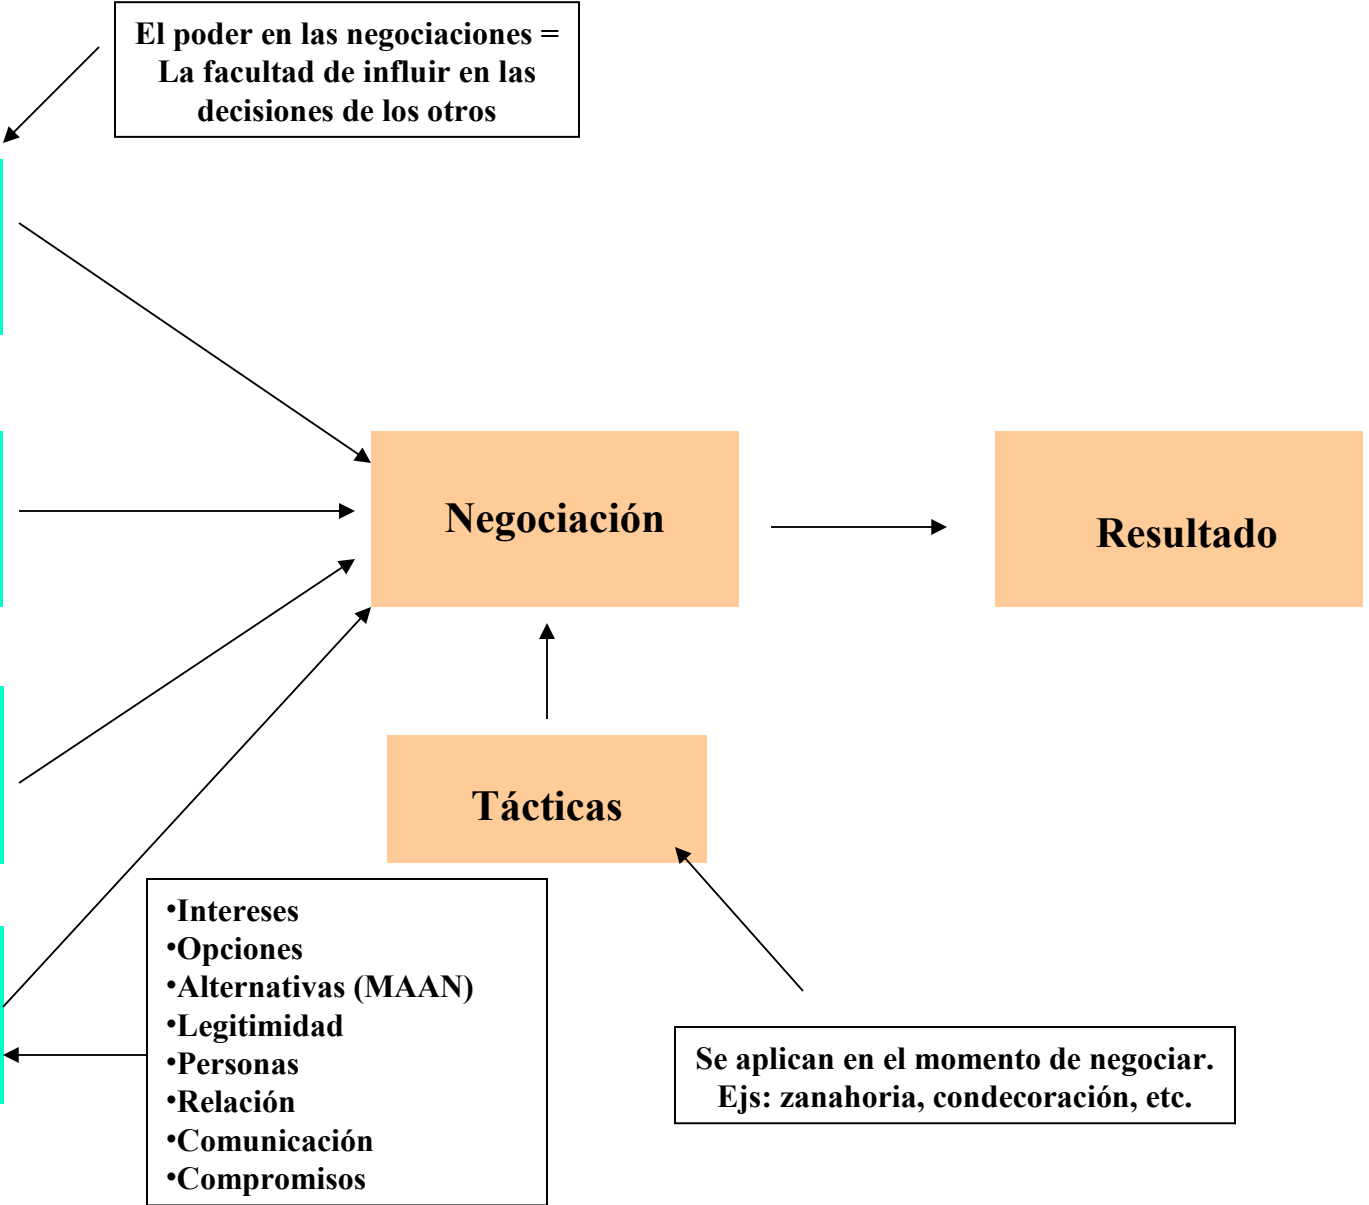 El poder en las negociaciones =
La facultad de influir en las
decisiones de los otros
Negociación
Resultado
Tácticas
•Intereses
•Opciones
•Alternativas (MAAN)
•Legitimidad
•Personas
•Relación
•Comunicación
•Compromisos
Se aplican en el momento de negociar.
Ejs: zanahoria, condecoración, etc.